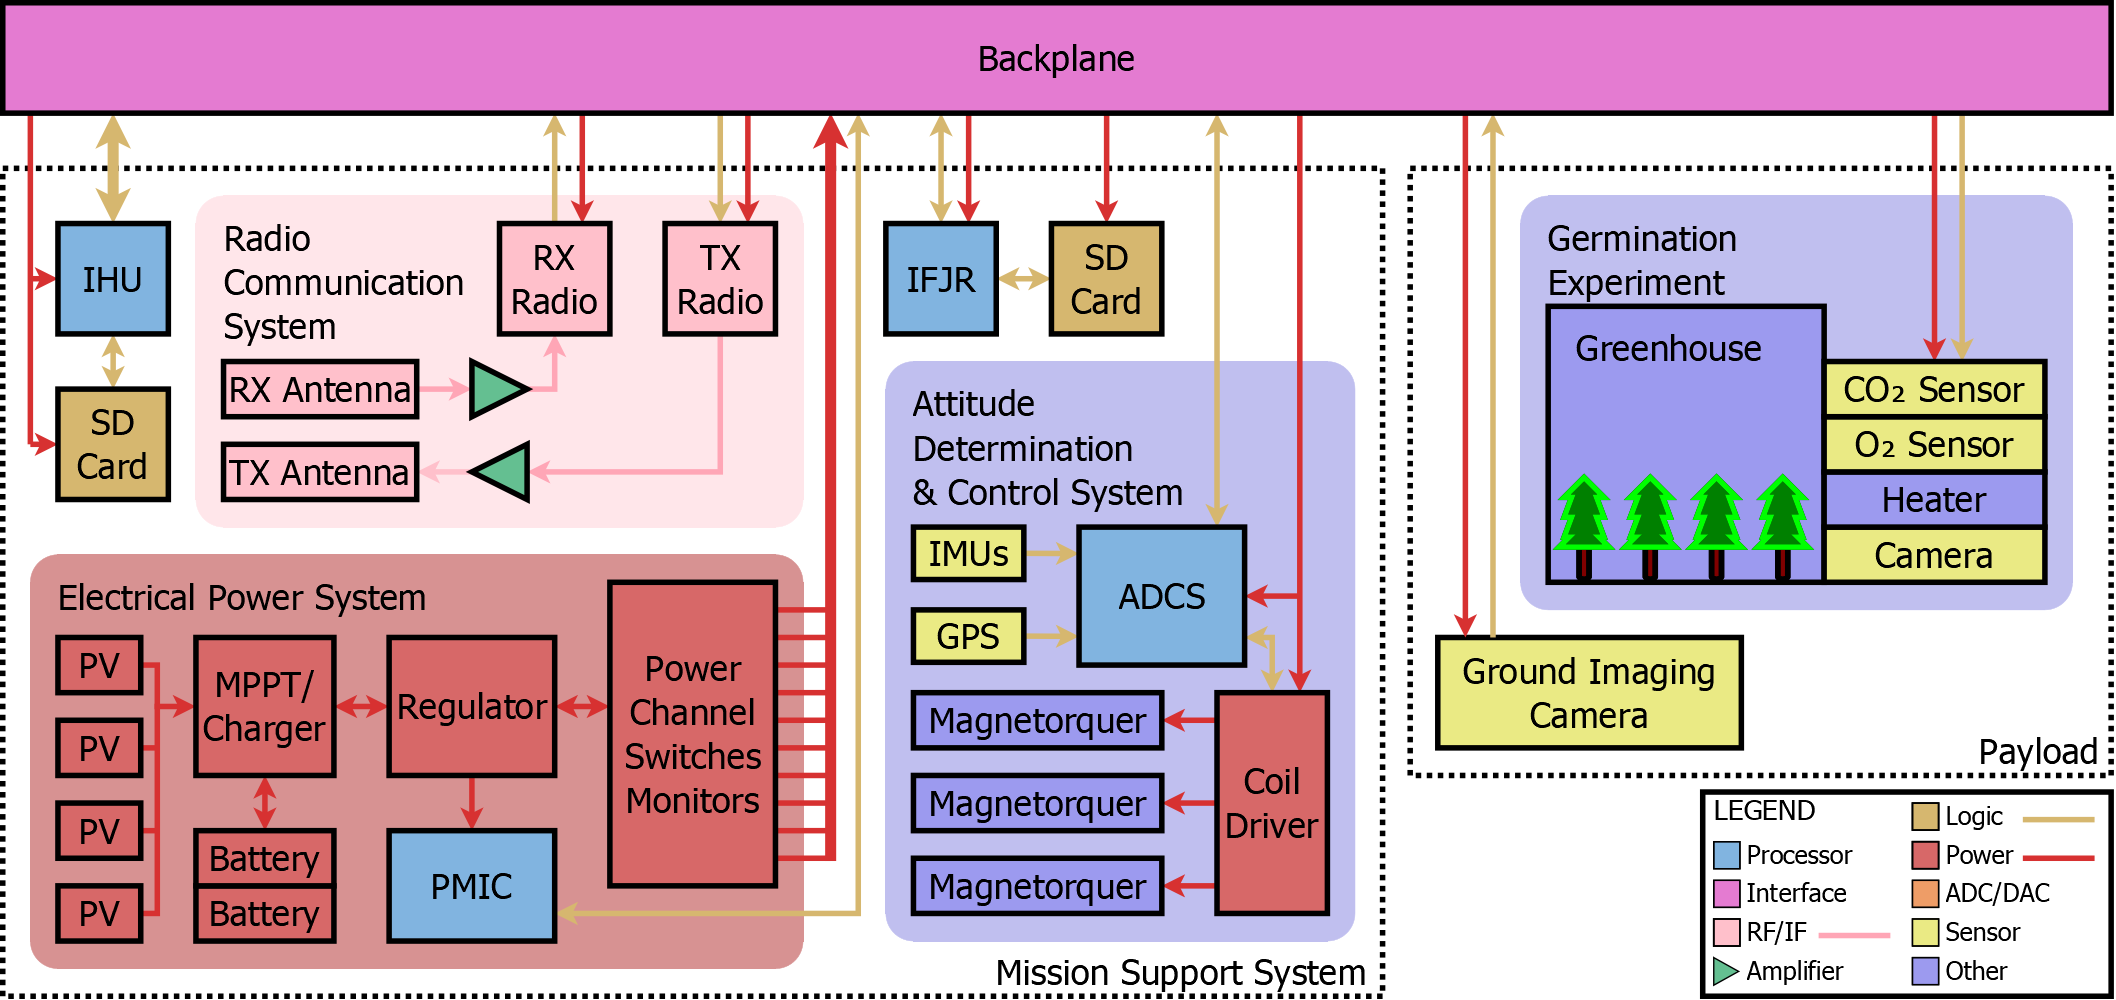 Backplane
IHU
SD
Card
Radio
Communication
System
RX
Radio
TX
Radio
RX Antenna
TX Antenna
IFJR
SD
Card
Attitude
Determination
& Control System
IMUs
GPS
ADCS
Magnetorquer
Magnetorquer
Magnetorquer
Coil
Driver
Electrical Power System
PV
PV
PV
PV
MPPT/
Charger
Battery
Battery
Regulator
PMIC
Power
Channel
Switches
Monitors
Mission Support System
Germination
Experiment
Greenhouse
CO₂ Sensor
O₂ Sensor
Heater
Camera
Ground Imaging
Camera
Payload
LEGEND
Processor
Interface
RF/IF
Amplifier
Logic
Power
ADC/DAC
Sensor
Other